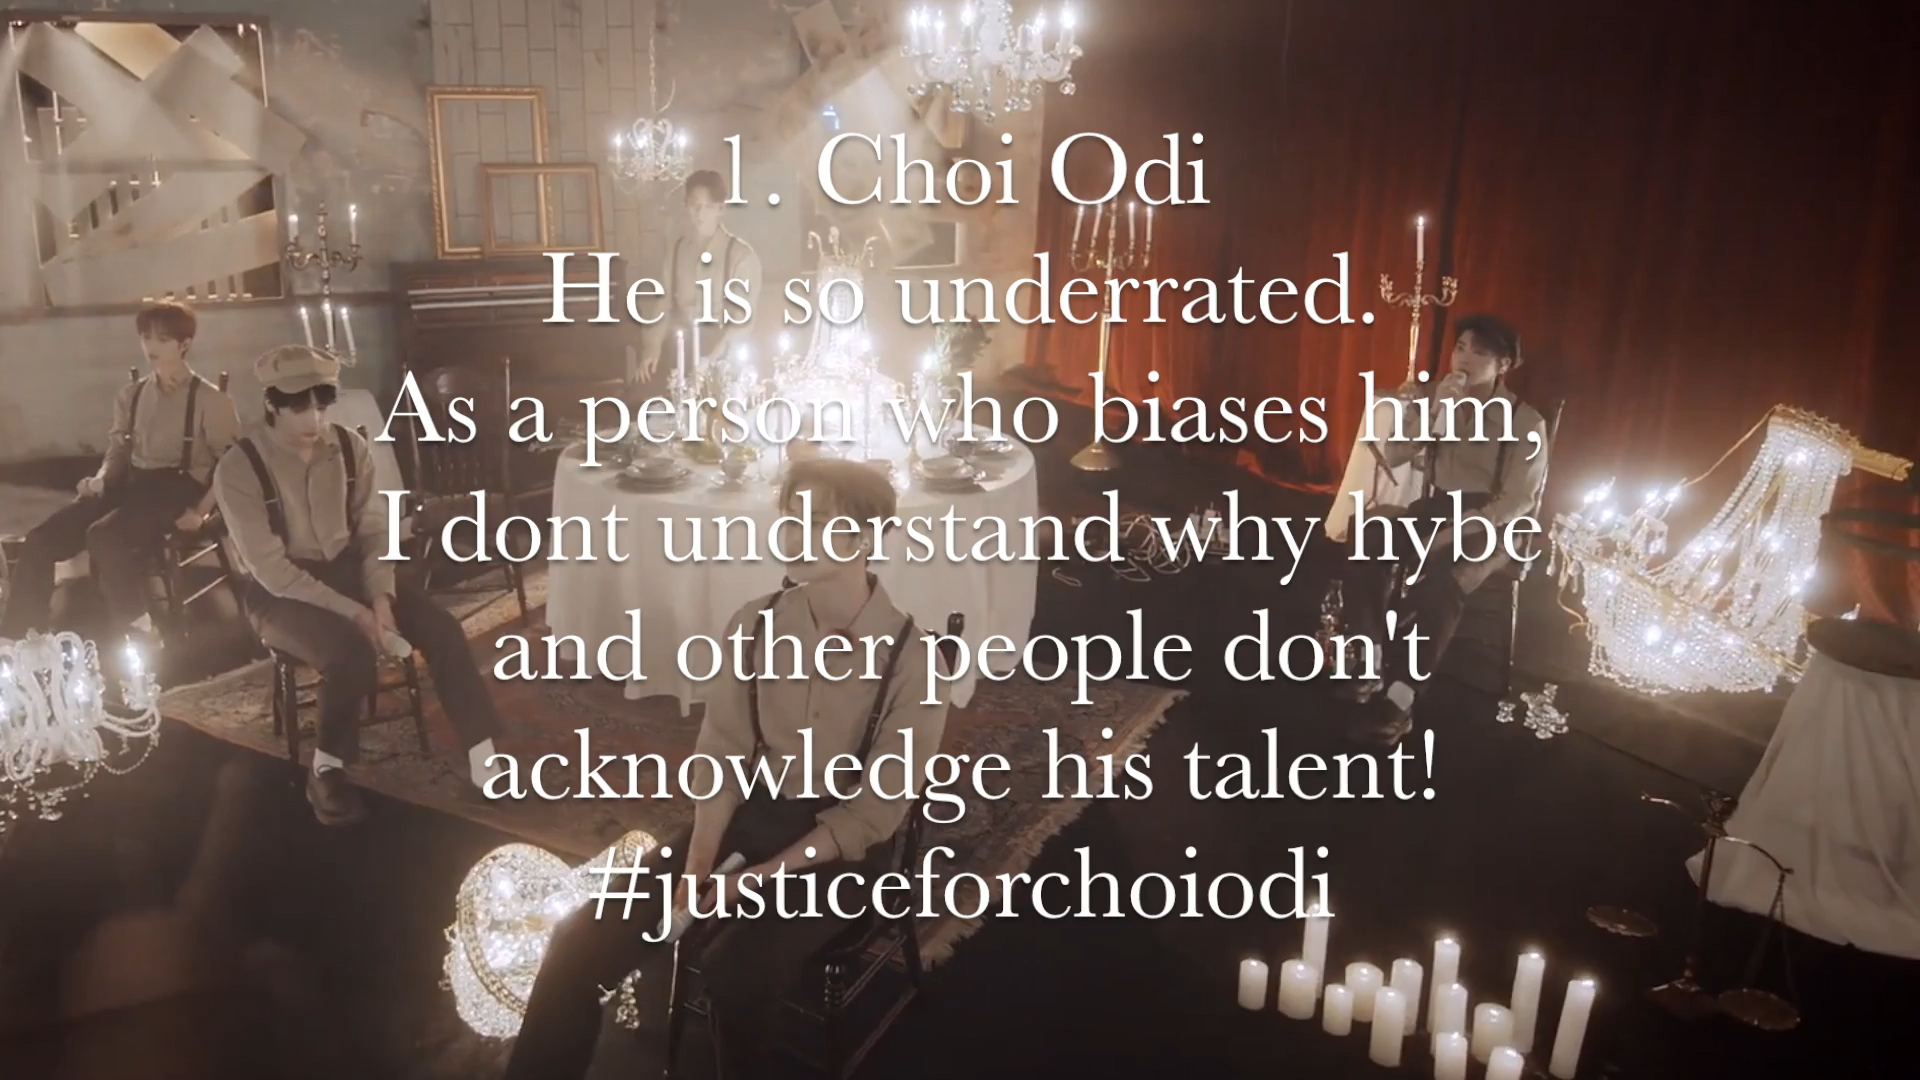 1. Choi Odi
He is so underrated.
As a person who biases him,
I dont understand why hybe
and other people don't
acknowledge his talent!
#justiceforchoiodi